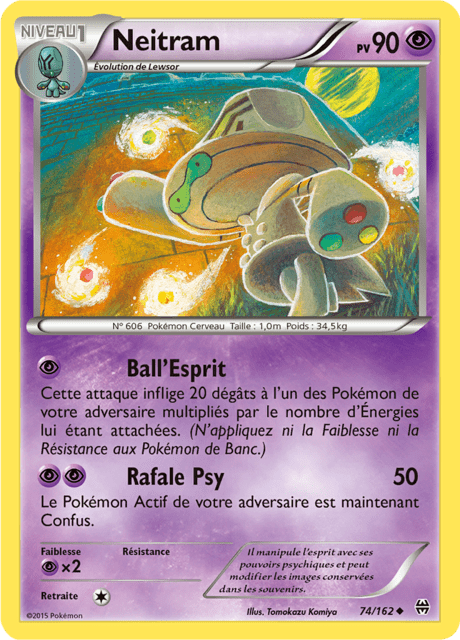 NIVEAU 1
Neitram
PV 90
Évolution de Lewsor
N° 606 Pokémon Cerveau Taille : 1,0m Poids : 34,5kg
Ball'Esprit
Cette attaque inflige 20 dégâts à l'un des Pokémon de
votre adversaire multipliés par le nombre d'Énergies
lui étant attachées. (N'appliquez ni la Faiblesse ni la
Résistance aux Pokémon de Banc.)
Rafale Psy 50
Le Pokémon Actif de votre adversaire est maintenant
Confus.
Faiblesse Résistance
×2
Il manipule l'esprit avec ses
pouvoirs psychiques et peut
modifier les images conservées
dans les souvenirs.
Retraite
©2015 Pokémon
Illus. Tomokazu Komiya
74/162